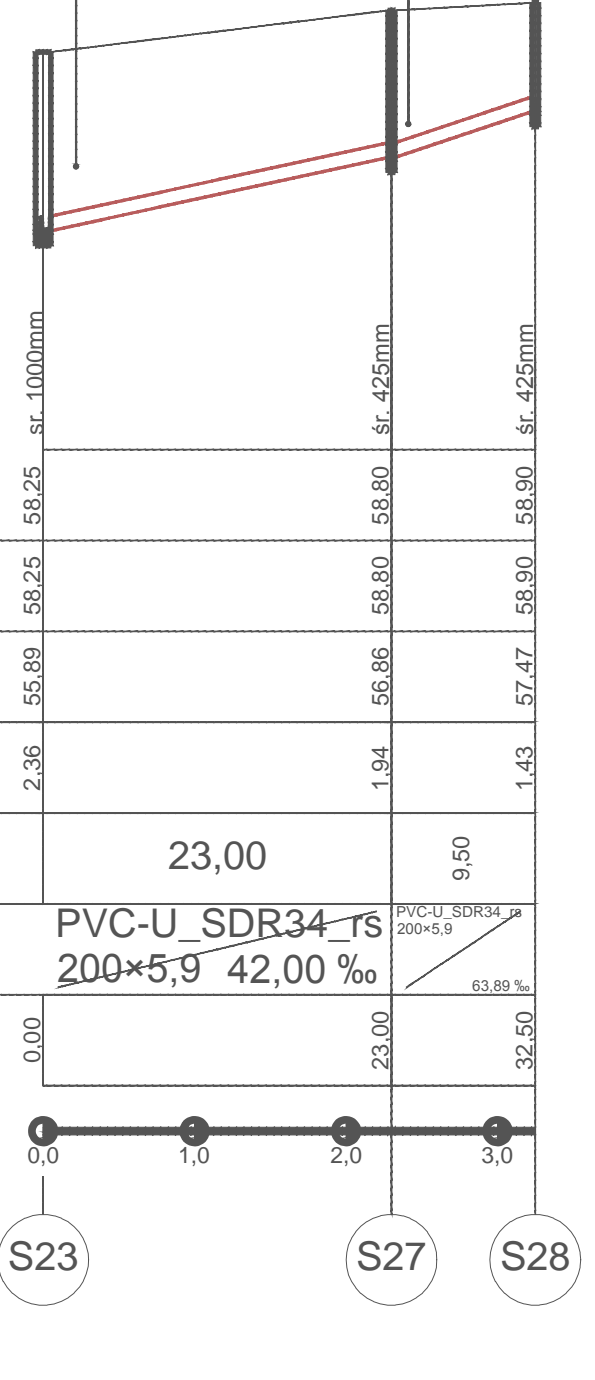 śr. 1000mm śr. 425mm śr. 425mm
58,25 58,80 58,90
58,25 58,80 58,90
55,89 56,86 57,47
2,36 1,94 1,43
23,00 9,50
PVC-U_SDR34_rs
200×5,9 42,00 ‰
PVC-U_SDR34_rs
200×5,9
63,89 ‰
0,00 23,00 32,50
0,0 1,0 2,0 3,0
S23 S27 S28